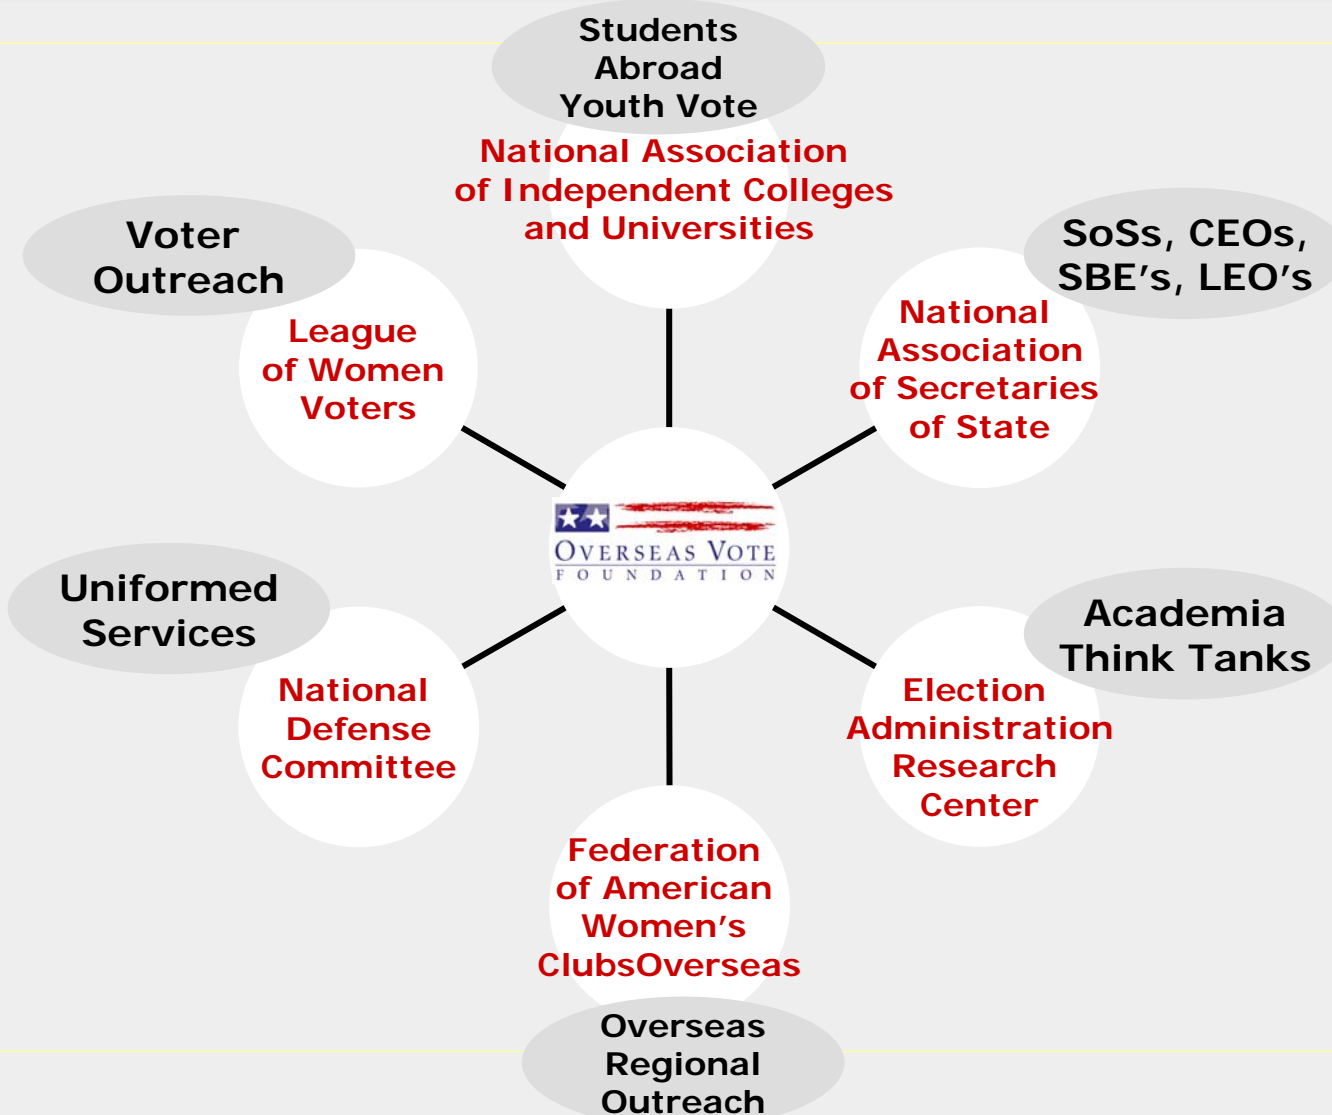 Students
Abroad
Youth Vote
National Association
of Independent Colleges
and Universities
Voter
Outreach
League
of Women
Voters
SoSs, CEOs,
SBE’s, LEO’s
National
Association
of Secretaries
of State
OVERSEAS VOTE
FOUNDATION
Uniformed
Services
National
Defense
Committee
Academia
Think Tanks
Election
Administration
Research
Center
Federation
of American
Women’s
ClubsOverseas
Overseas
Regional
Outreach